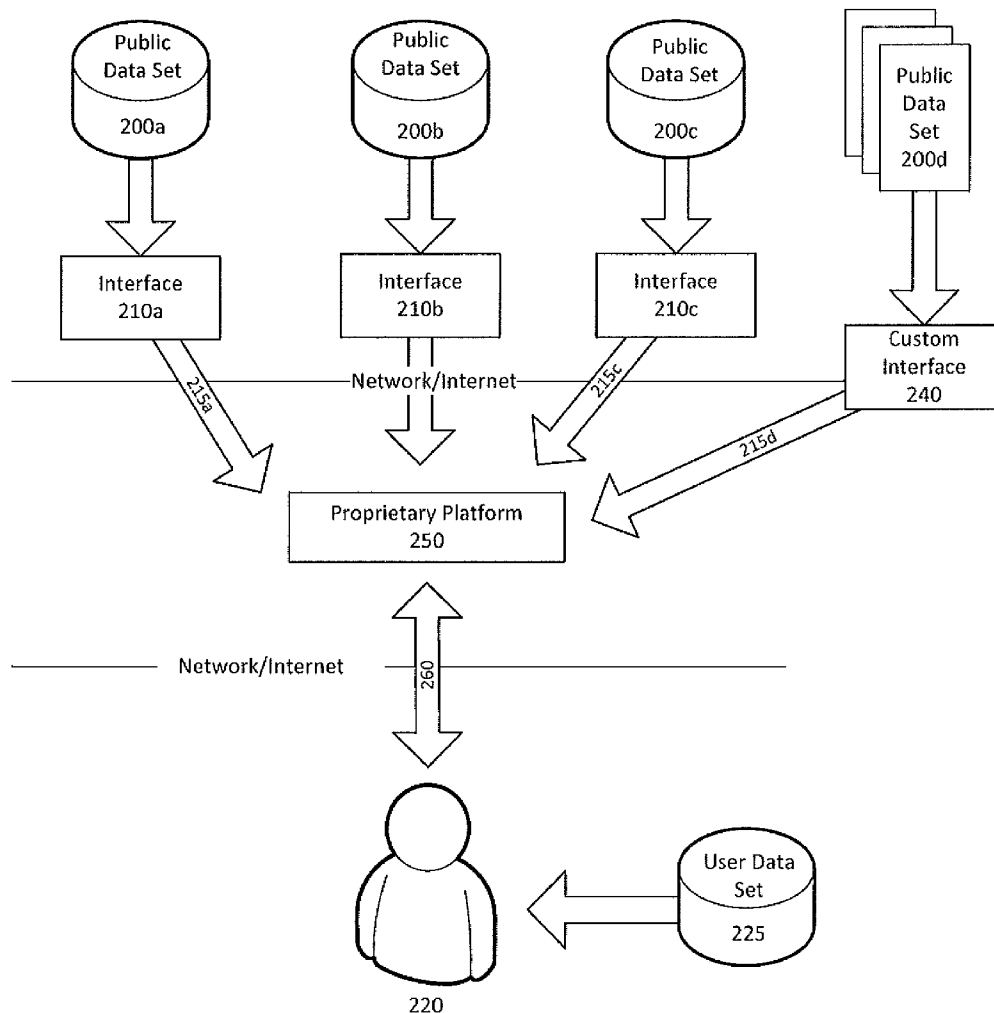 Public
Data Set
200a
Public
Data Set
200b
Public
Data Set
200c
Public
Data
Set
200d
Interface
210a
Interface
210b
Interface
210c
Custom
Interface
240
215a
Network/Internet
215c
215d
Proprietary Platform
250
Network/Internet
260
User Data
Set
225
220